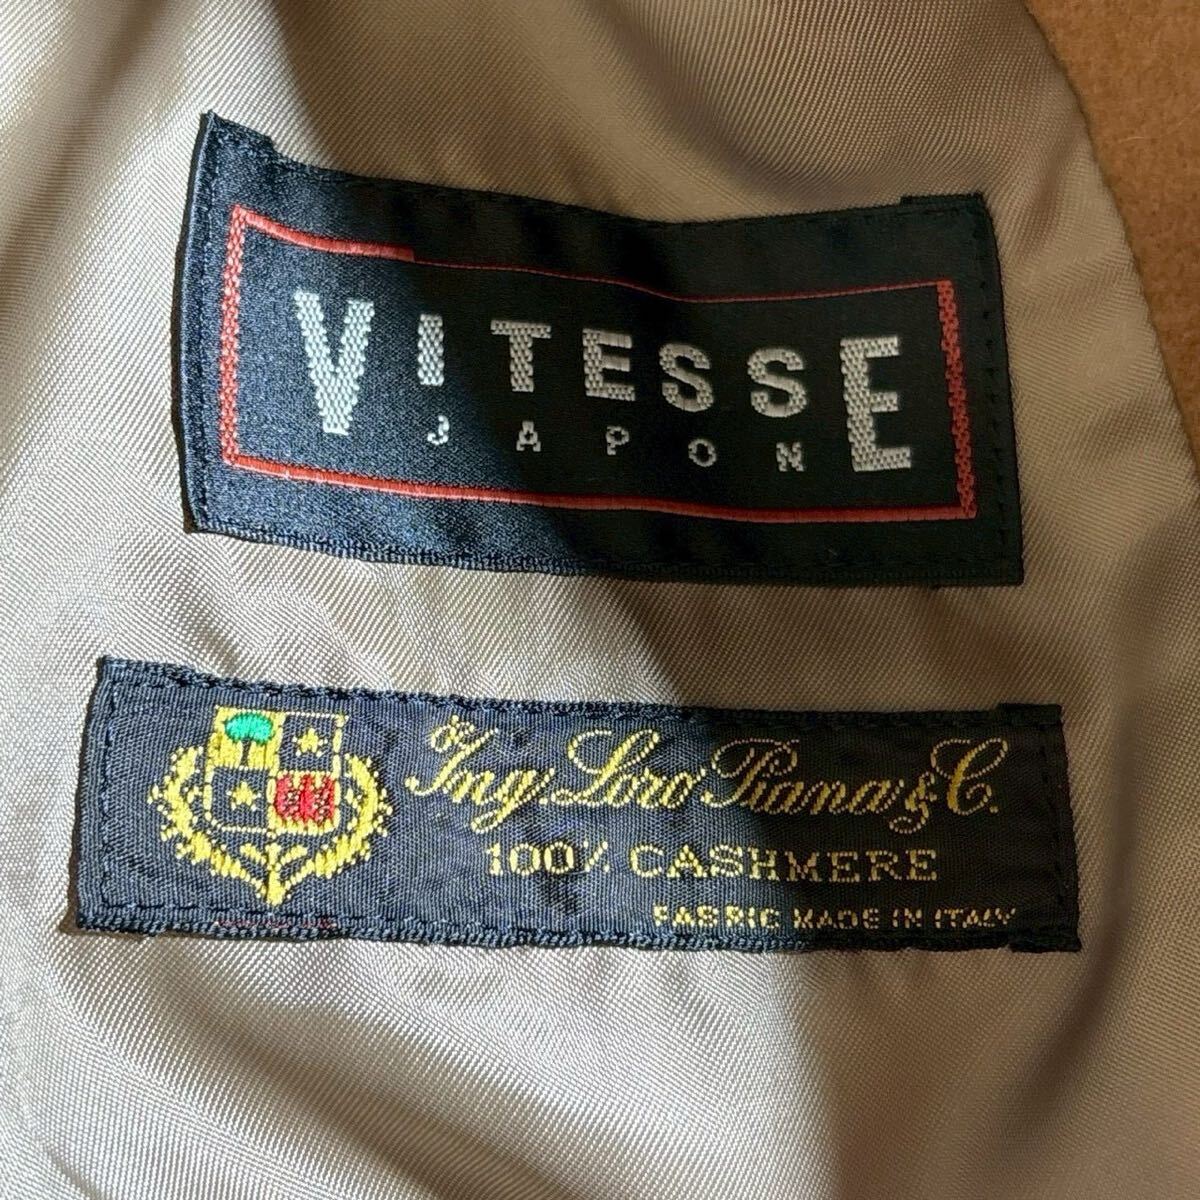 VITESSE
JAPON
Ing. Loro Piana & C.
100% CASHMERE
FABRIC MADE IN ITALY